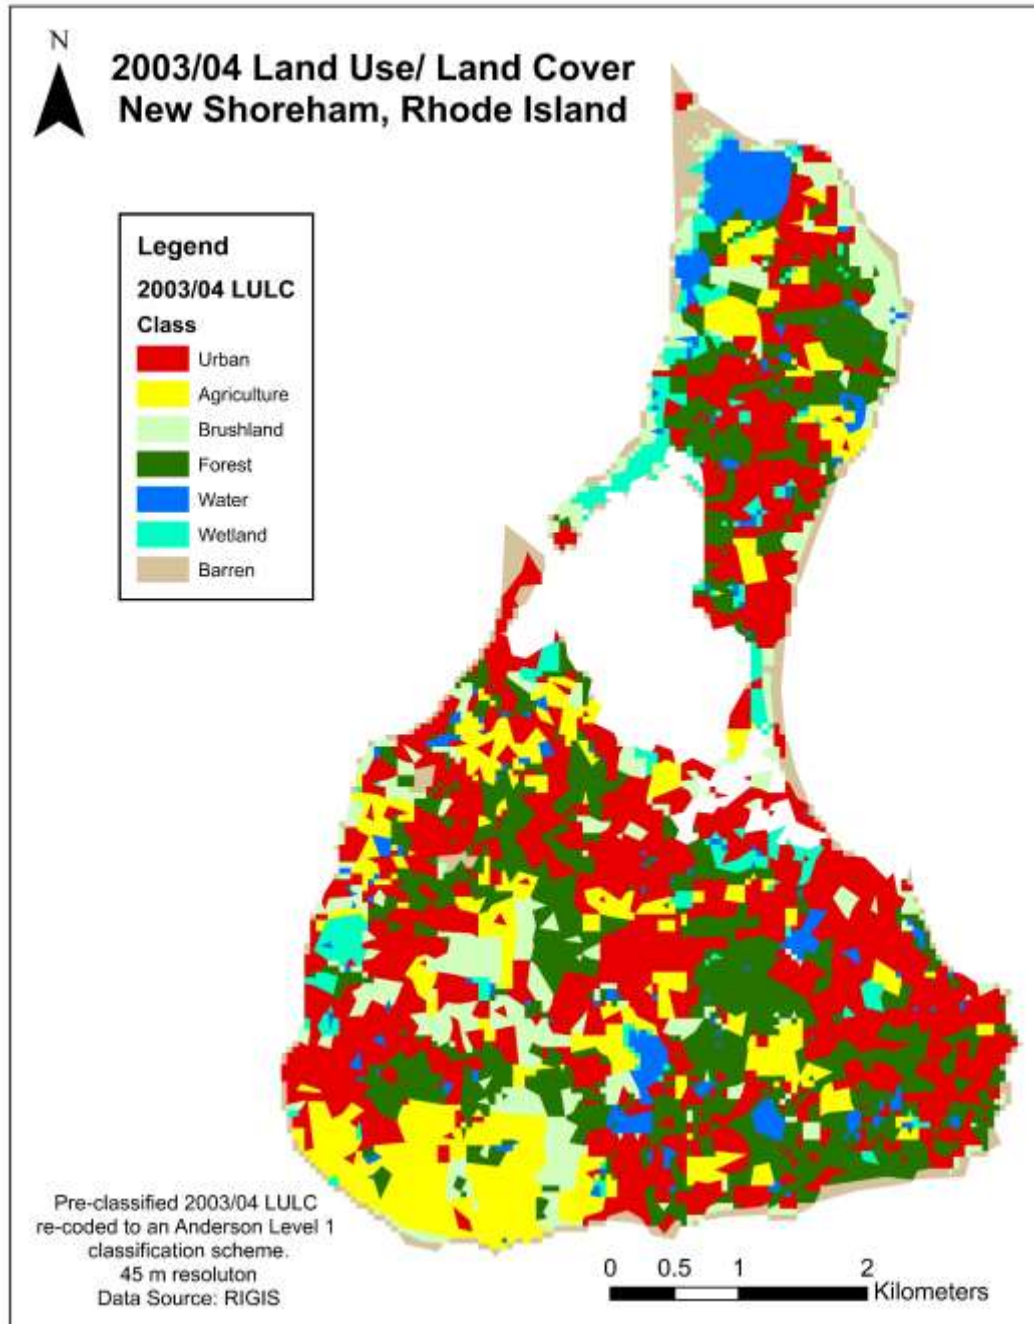 N
2003/04 Land Use/ Land Cover
New Shoreham, Rhode Island
Legend
2003/04 LULC
Class
Urban
Agriculture
Brushland
Forest
Water
Wetland
Barren
Pre-classified 2003/04 LULC
re-coded to an Anderson Level 1
classification scheme.
45 m resoluton
Data Source: RIGIS
0 0.5 1 2
Kilometers